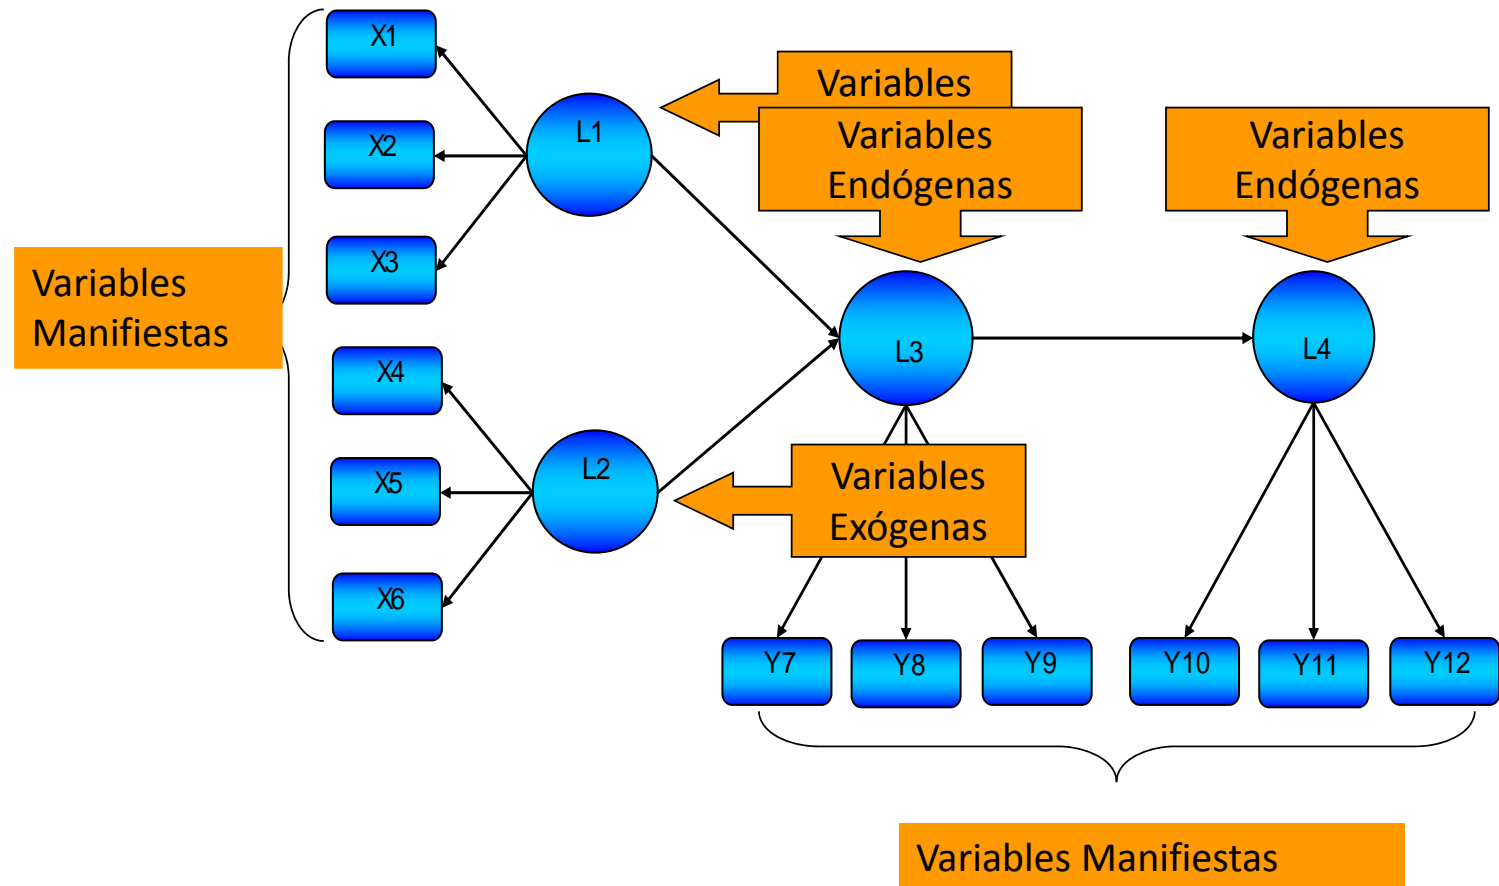 X1
Variables
L1
Variables
Endógenas
Variables
Endógenas
X2
X3
Variables
Manifiestas
L3
L4
X4
L2
Variables
Exógenas
X5
X6
Y7
Y8
Y9
Y10
Y11
Y12
Variables Manifiestas